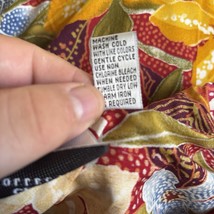 MACHINE
WASH COLD
WITH LIKE COLORS
GENTLE CYCLE
USE NON
CHLORINE BLEACH
WHEN NEEDED
TUMBLE DRY LOW
WARM IRON
AS REQUIRED